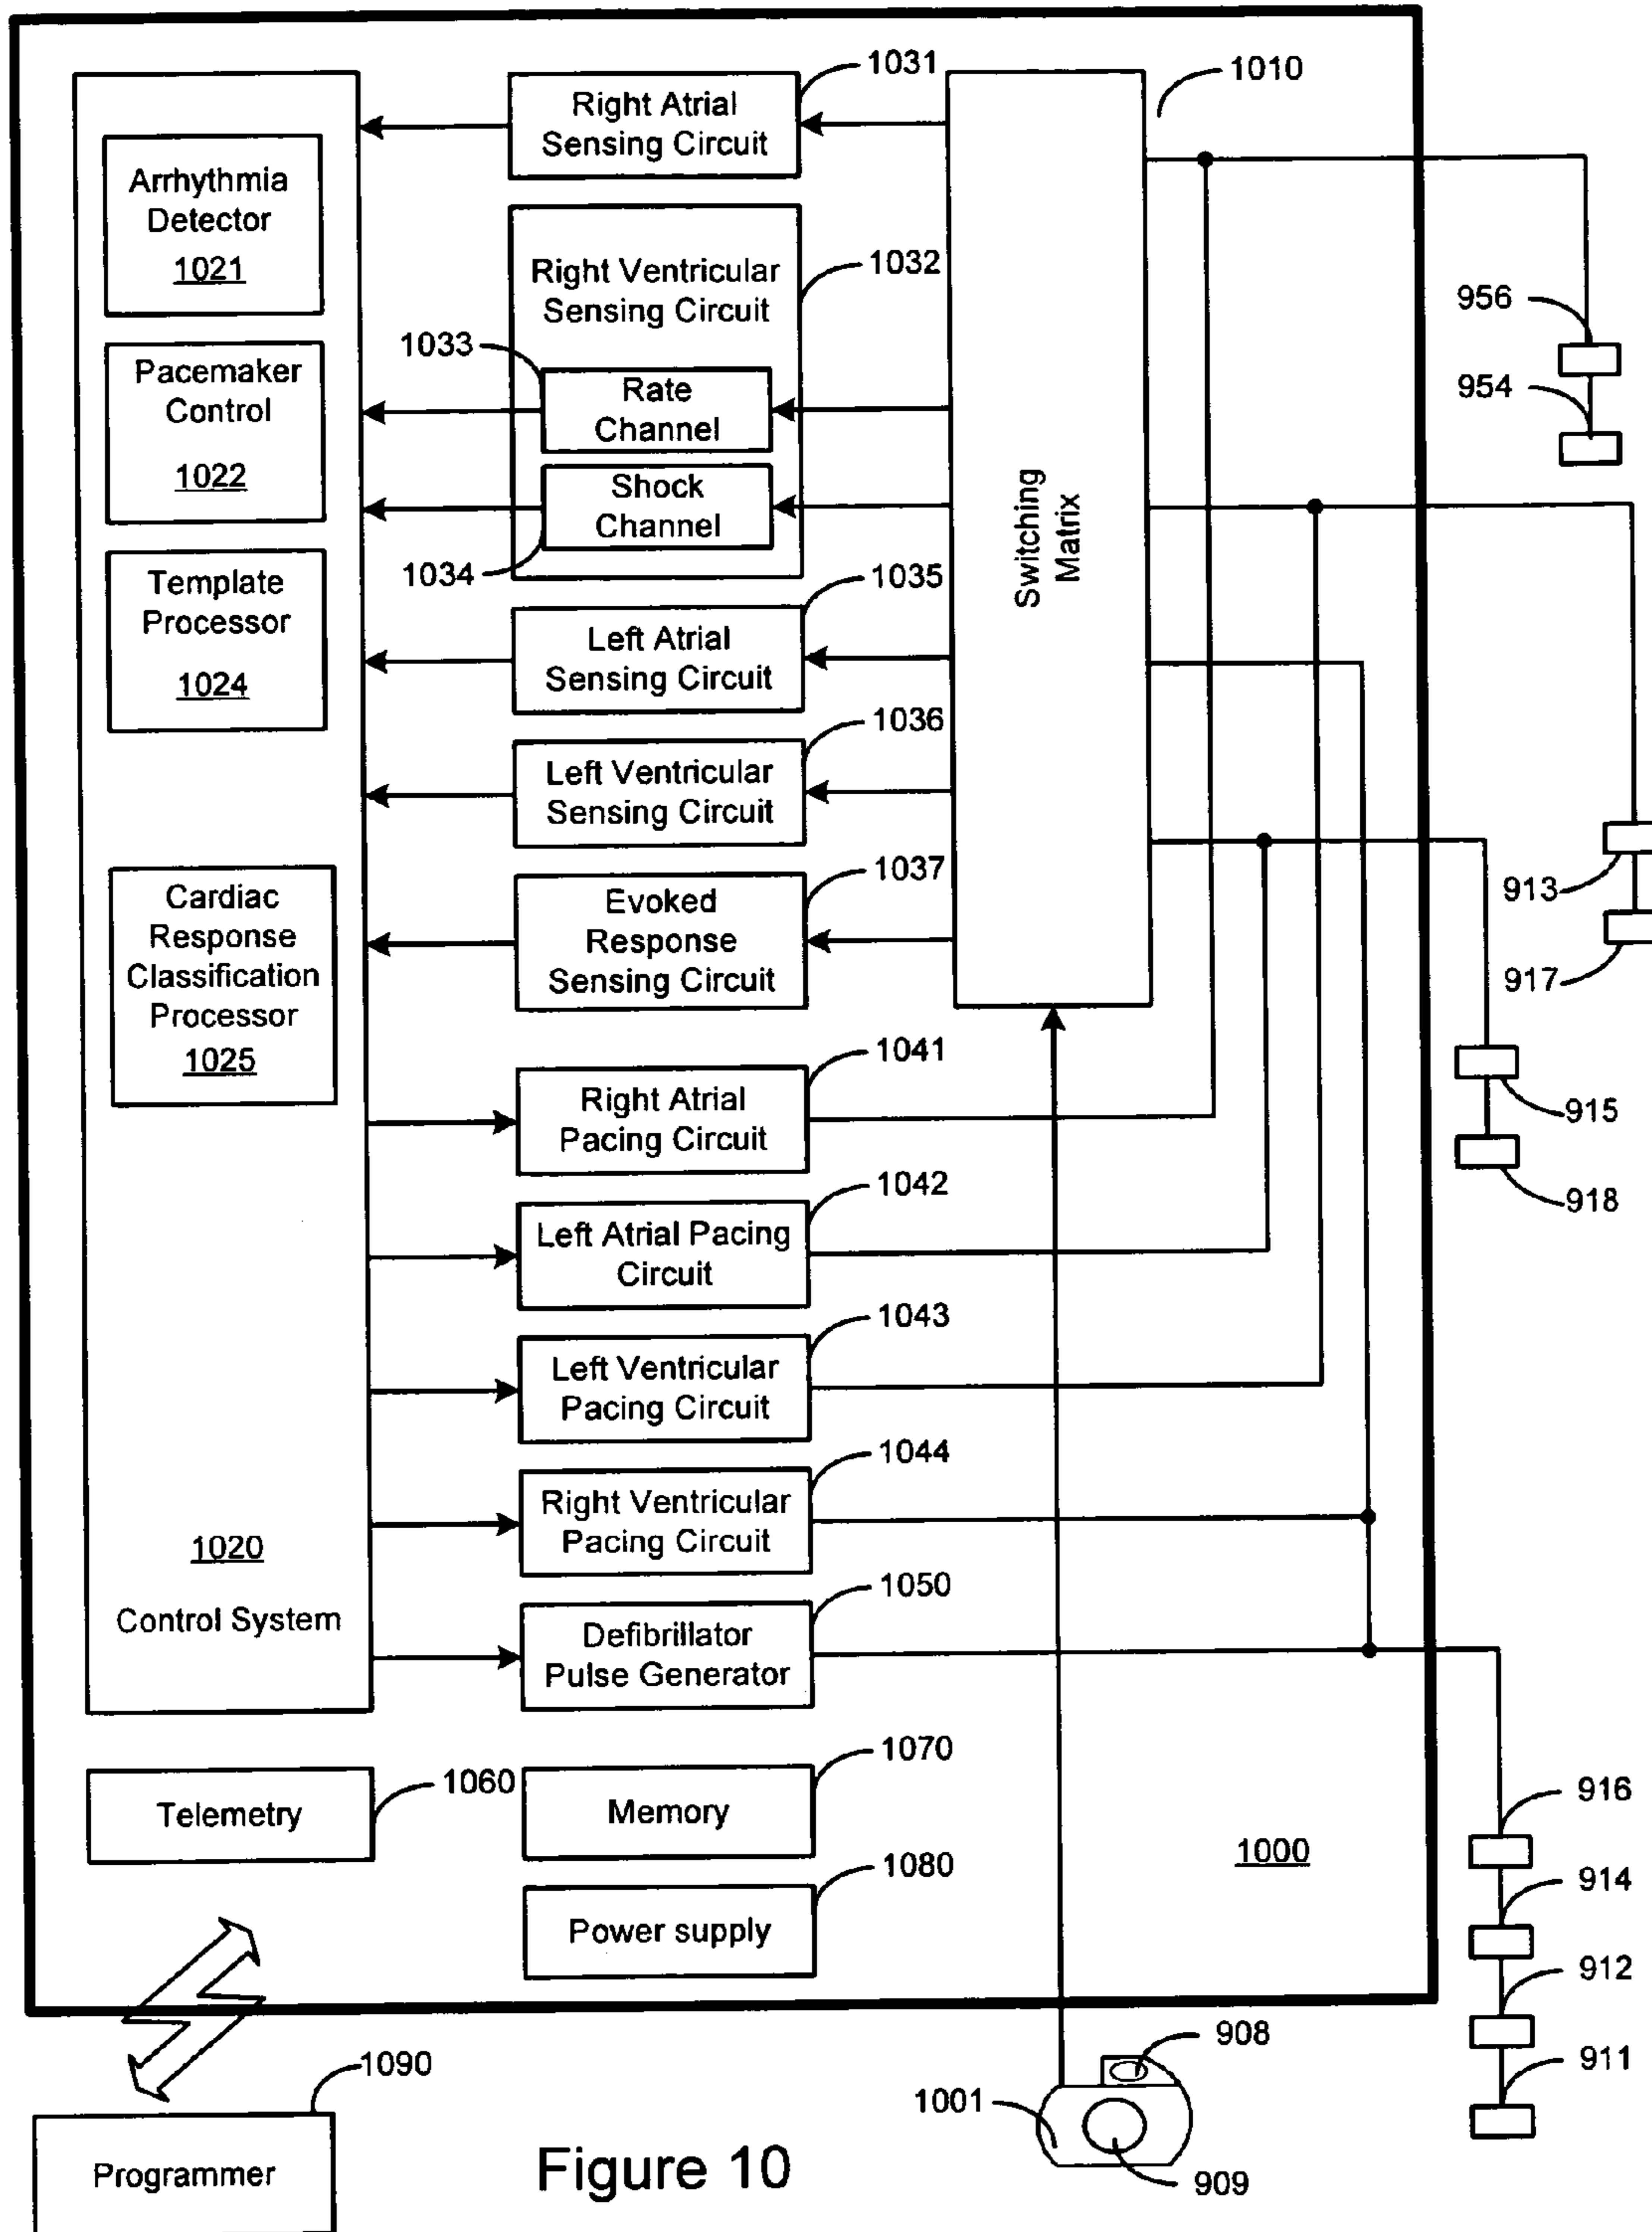 1031
1010
Right Atrial
Sensing Circuit
Arrhythmia
Detector
1021
Right Ventricular
Sensing Circuit
1032
956
1033
Pacemaker
Control
1022
Rate
Channel
954
Shock
Channel
1034
Switching
Matrix
Template
Processor
1024
1035
Left Atrial
Sensing Circuit
1036
Left Ventricular
Sensing Circuit
913
917
Cardiac
Response
Classification
Processor
1025
1037
Evoked
Response
Sensing Circuit
1041
Right Atrial
Pacing Circuit
915
918
1042
Left Atrial Pacing
Circuit
1043
Left Ventricular
Pacing Circuit
1044
Right Ventricular
Pacing Circuit
1020
Control System
1050
Defibrillator
Pulse Generator
1060
Telemetry
1070
Memory
1000
916
914
912
911
1080
Power supply
908
1001
909
1090
Programmer
Figure 10